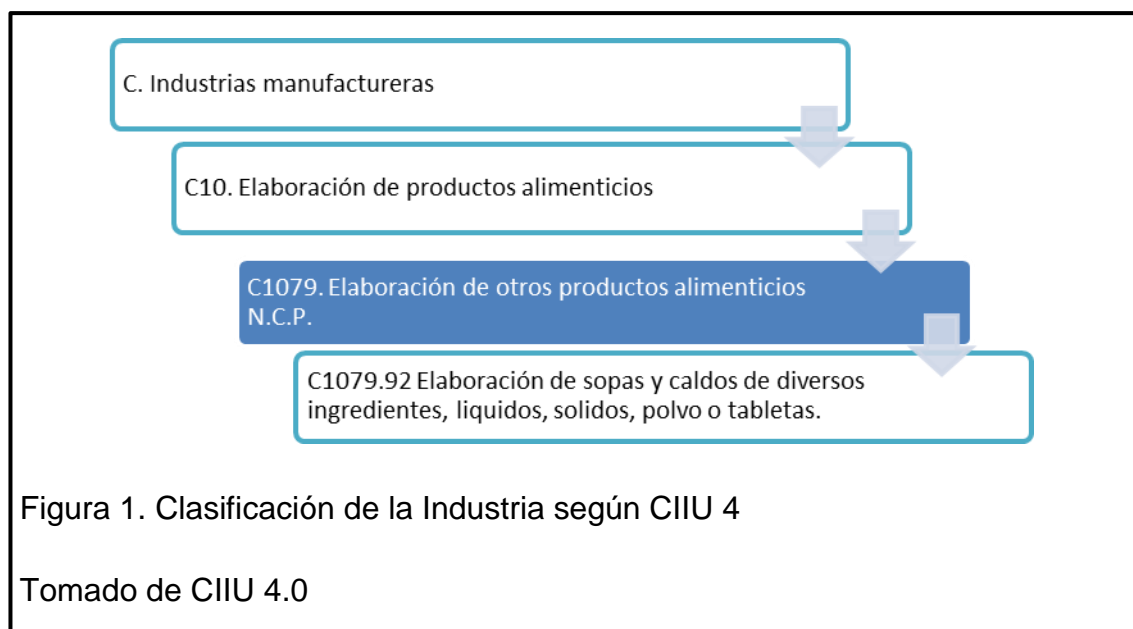 C. Industrias manufactureras
C10. Elaboración de productos alimenticios
C1079. Elaboración de otros productos alimenticios
N.C.P.
C1079.92 Elaboración de sopas y caldos de diversos
ingredientes, liquidos, solidos, polvo o tabletas.
Figura 1. Clasificación de la Industria según CIIU 4
Tomado de CIIU 4.0